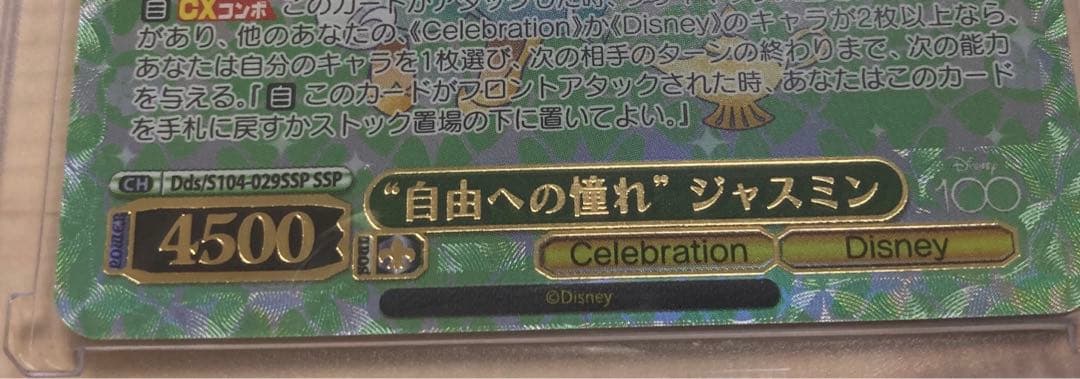 自 CXコンボ このカードがアタックした時、
があり、他のあなたの、《Celebration》か《Disney》のキャラが2枚以上なら、
あなたは自分のキャラを1枚選び、次の相手のターンの終わりまで、次の能力
を与える。『自 このカードがフロントアタックされた時、あなたはこのカード
を手札に戻すかストック置場の下に置いてよい。』
CH Dds/S104-029SSP SSP
“自由への憧れ” ジャスミン
Disney 100
POWER 4500
SOUL
Celebration
Disney
©Disney